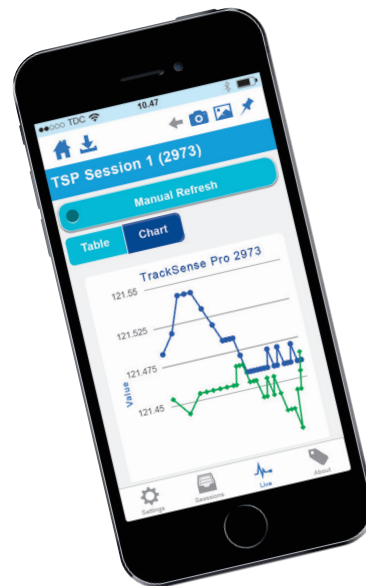 ●●○○○ TDC 10.47
TSP Session 1 (2973)
Manual Refresh
Table Chart
TrackSense Pro 2973
121.55
121.525
121.475
121.45
Value
Settings Sessions Live About